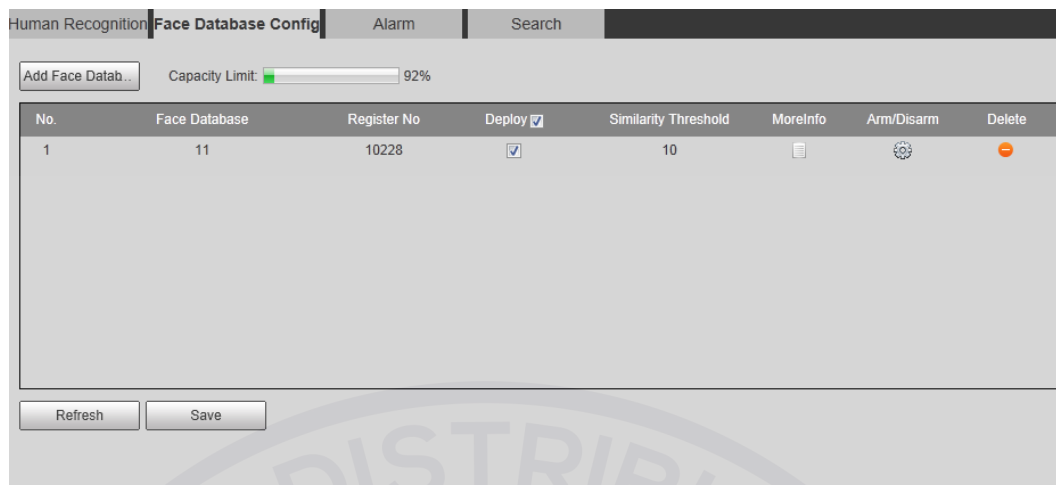 Human Recognition Face Database Config Alarm Search
Add Face Datab... Capacity Limit: 92%
No. Face Database Register No Deploy Similarity Threshold MoreInfo Arm/Disarm Delete
1 11 10228 10
Refresh Save
DISTRIB